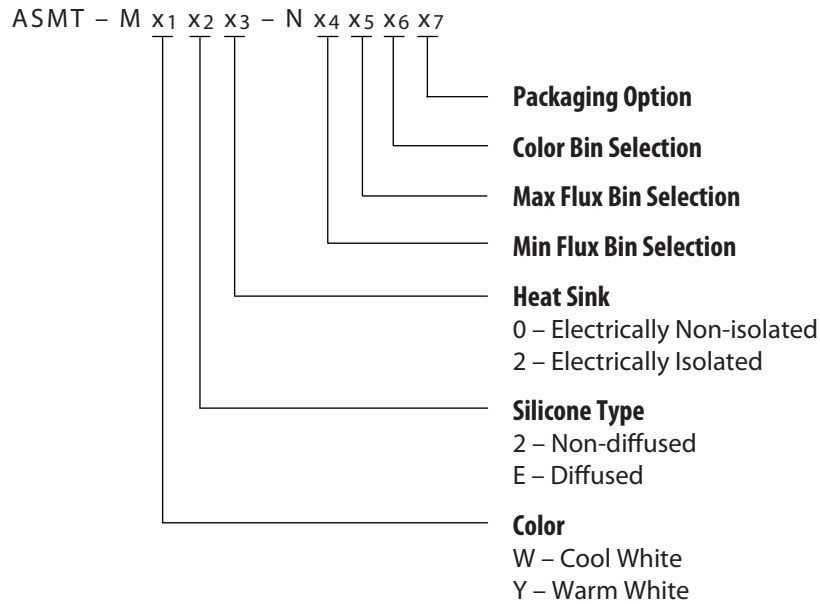 ASMT – M x1 x2 x3 – N x4 x5 x6 x7
Packaging Option
Color Bin Selection
Max Flux Bin Selection
Min Flux Bin Selection
Heat Sink
0 – Electrically Non-isolated
2 – Electrically Isolated
Silicone Type
2 – Non-diffused
E – Diffused
Color
W – Cool White
Y – Warm White